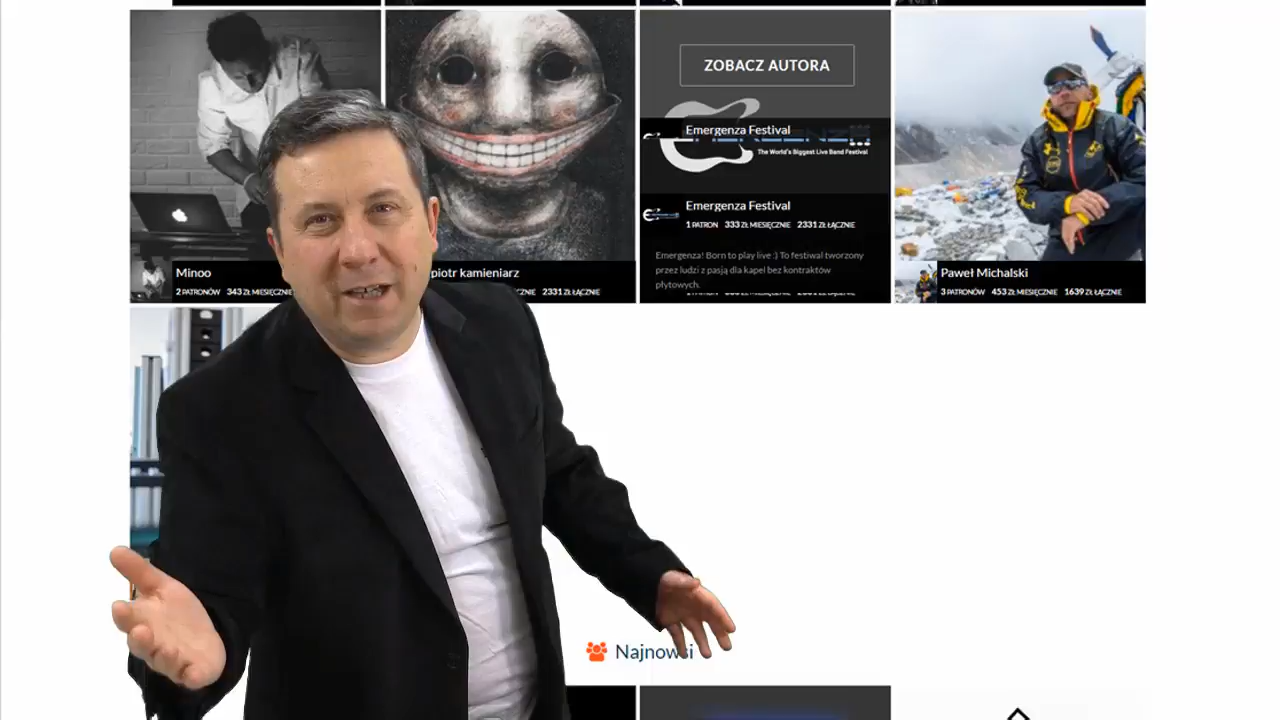 Minoo
2 PATRONÓW 343 ZŁ MIESIĘCZNIE
piotr kamieniarz
2331 ZŁ ŁĄCZNIE
ZOBACZ AUTORA
Emergenza Festival
The World's Biggest Live Band Festival
Emergenza Festival
1 PATRON 333 ZŁ MIESIĘCZNIE 2331 ZŁ ŁĄCZNIE
Emergenza! Born to play live :) To festiwal tworzony
przez ludzi z pasją dla kapel bez kontraktów
płytowych.
Paweł Michalski
3 PATRONÓW 453 ZŁ MIESIĘCZNIE 1639 ZŁ ŁĄCZNIE
Najnowsi